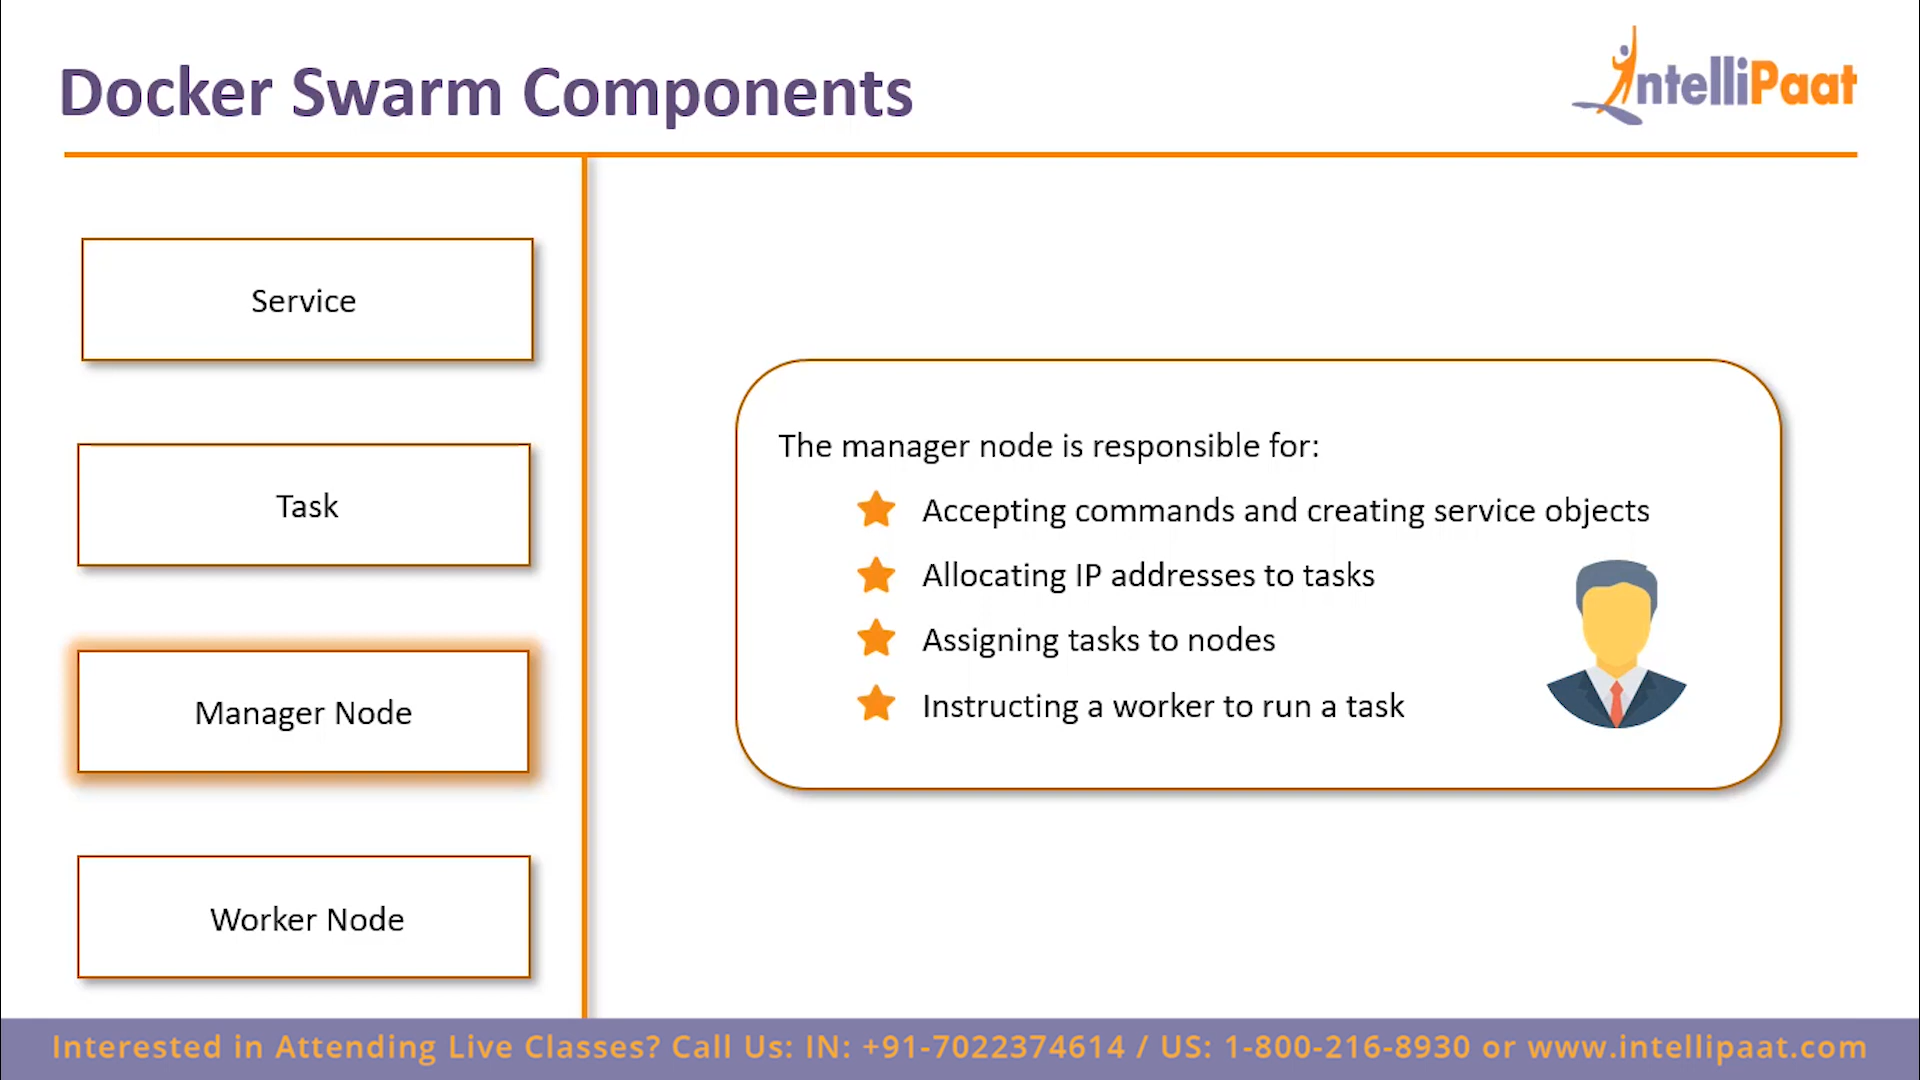 Docker Swarm Components
IntelliPaat
Service
Task
Manager Node
Worker Node
The manager node is responsible for:
Accepting commands and creating service objects
Allocating IP addresses to tasks
Assigning tasks to nodes
Instructing a worker to run a task
Interested in Attending Live Classes? Call Us: IN: +91-7022374614 / US: 1-800-216-8930 or www.intellipaat.com